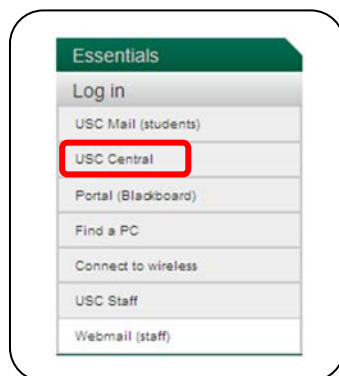 Essentials
Log in
USC Mail (students)
USC Central
Portal (Blackboard)
Find a PC
Connect to wireless
USC Staff
Webmail (staff)